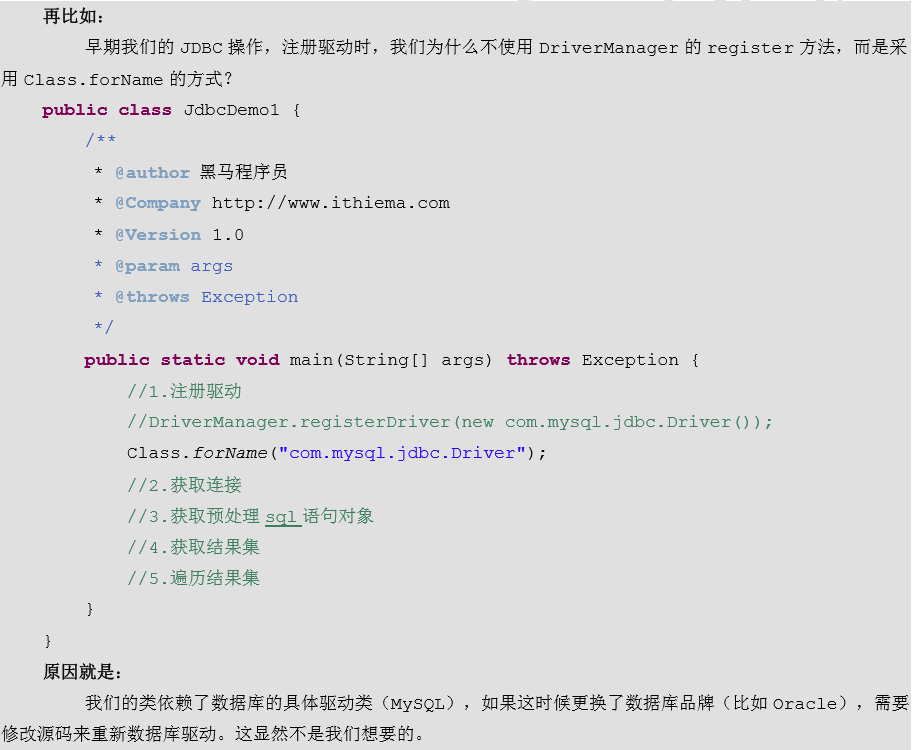 再比如:
早期我们的 JDBC 操作，注册驱动时，我们为什么不使用 DriverManager 的 register 方法，而是采
用 Class.forName 的方式？
public class JdbcDemo1 {
/**
* @author 黑马程序员
* @Company http://www.ithiema.com
* @Version 1.0
* @param args
* @throws Exception
*/
public static void main(String[] args) throws Exception {
//1.注册驱动
//DriverManager.registerDriver(new com.mysql.jdbc.Driver());
Class.forName("com.mysql.jdbc.Driver");
//2.获取连接
//3.获取预处理 sql 语句对象
//4.获取结果集
//5.遍历结果集
}
}
原因就是:
我们的类依赖了数据库的具体驱动类（MySQL），如果这时候更换了数据库品牌（比如 Oracle），需要
修改源码来重新数据库驱动。这显然不是我们想要的。